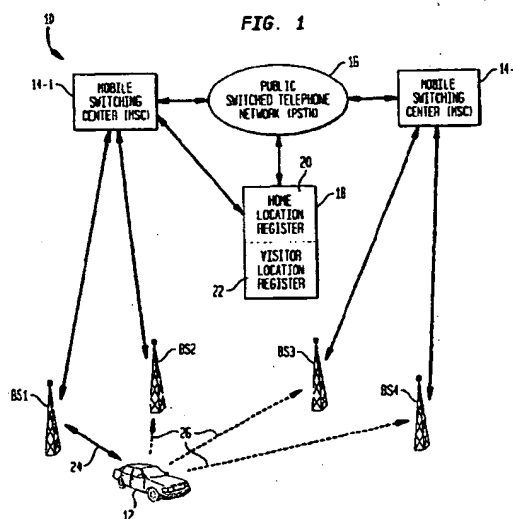 FIG. 1
10
14-1
MOBILE
SWITCHING
CENTER (MSC)
16
PUBLIC
SWITCHED TELEPHONE
NETWORK (PSTN)
14-
MOBILE
SWITCHING
CENTER (MSC)
20
HOME
LOCATION
REGISTER
18
VISITOR
LOCATION
REGISTER
22
BS1
BS2
BS3
BS4
24
26
12